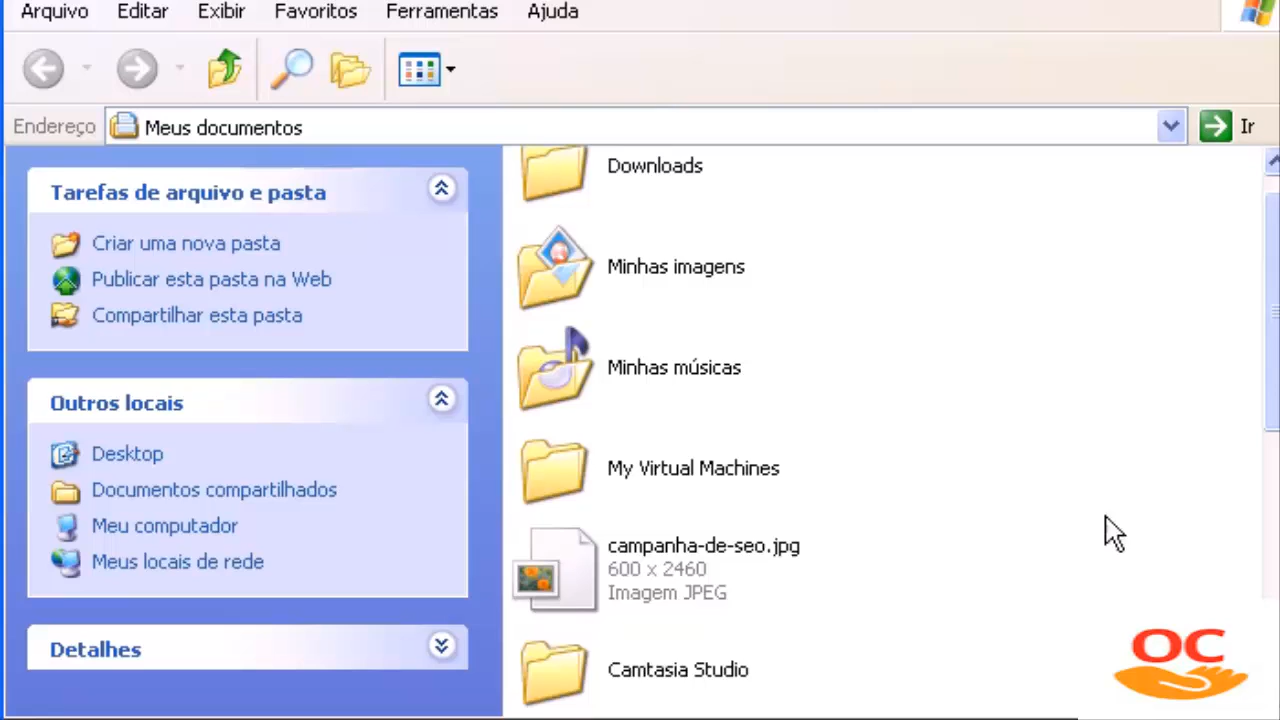 Arquivo Editar Exibir Favoritos Ferramentas Ajuda
Endereço Meus documentos Ir
Tarefas de arquivo e pasta
Criar uma nova pasta
Publicar esta pasta na Web
Compartilhar esta pasta
Outros locais
Desktop
Documentos compartilhados
Meu computador
Meus locais de rede
Detalhes
Downloads
Minhas imagens
Minhas músicas
My Virtual Machines
campanha-de-seo.jpg
600 x 2460
Imagem JPEG
Camtasia Studio
OC